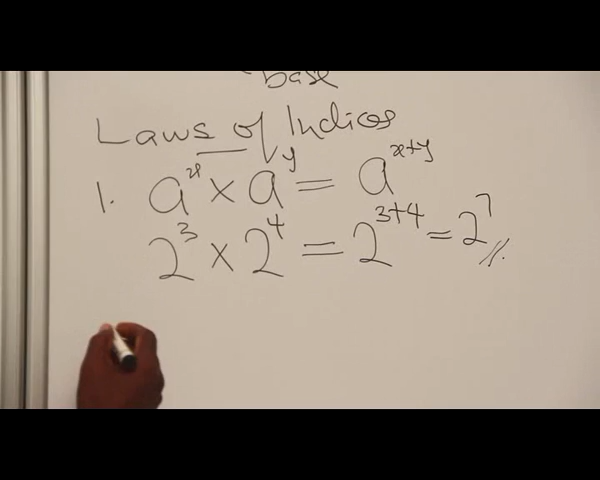 base
Laws of Indices
1. a^x × a^y = a^{x+y}
2^3 × 2^4 = 2^{3+4} = 2^7 //.